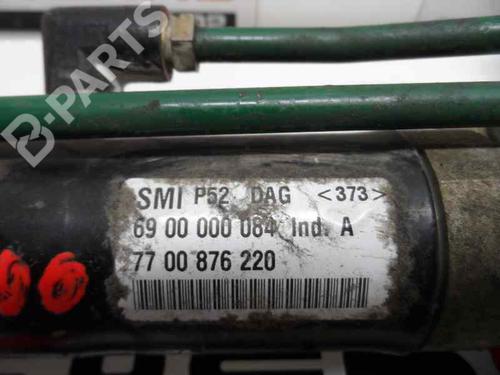 B-PARTS
SMI P52 DAG <373>
69 00 000 084 Ind. A
77 00 876 220